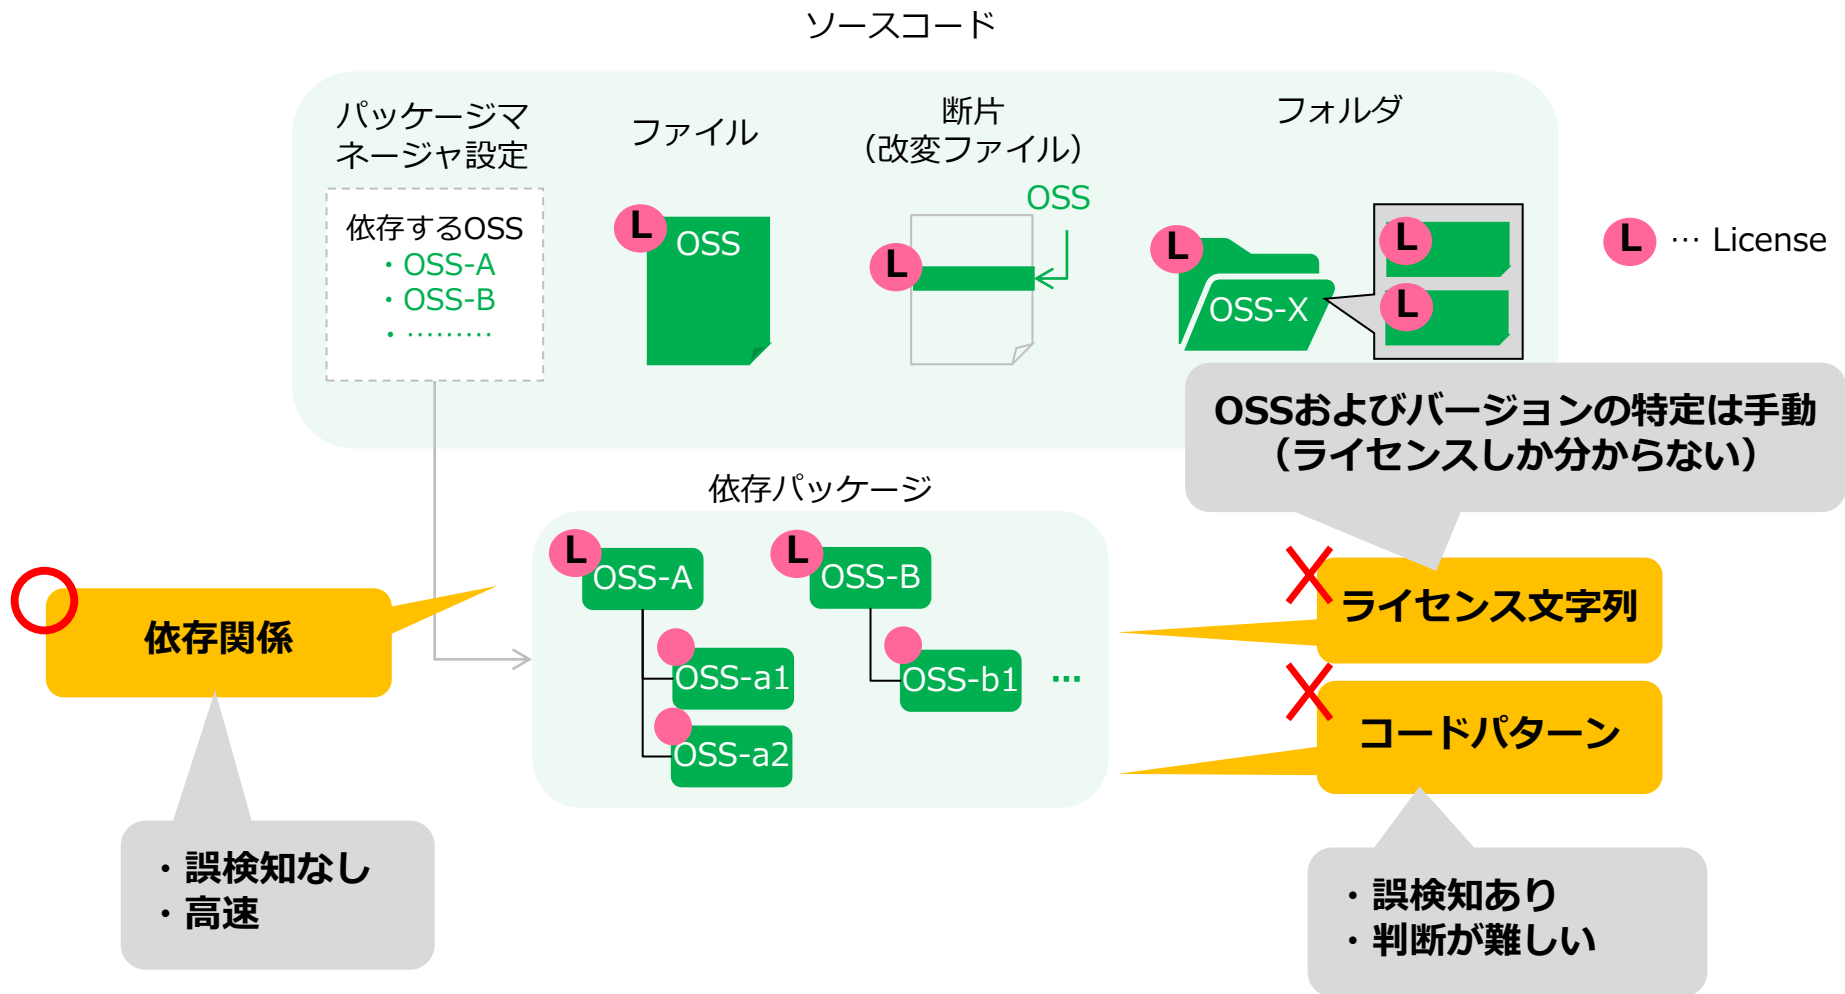 ソースコード
パッケージマ
ネージャ設定
依存するOSS
・OSS-A
・OSS-B
・………
ファイル
L
OSS
断片
（改変ファイル）
OSS
L
フォルダ
L
OSS-X
L
L
L … License
OSSおよびバージョンの特定は手動
（ライセンスしか分からない）
依存パッケージ
L
OSS-A
OSS-a1
OSS-a2
L
OSS-B
OSS-b1
…
依存関係
・誤検知なし
・高速
ライセンス文字列
コードパターン
・誤検知あり
・判断が難しい